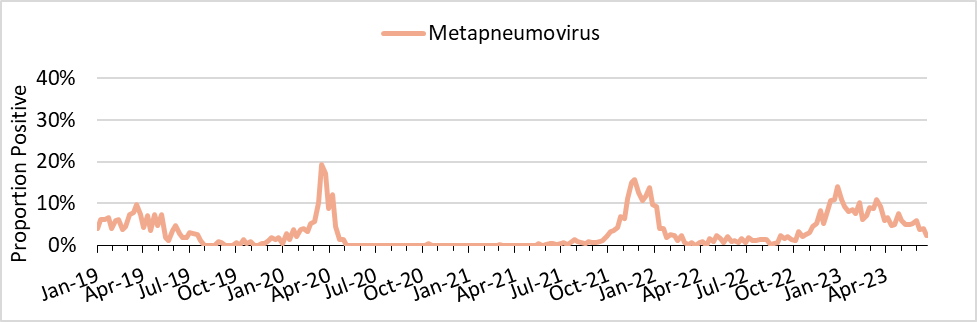 Metapneumovirus
Proportion Positive
40%
30%
20%
10%
0%
Jan-19
Apr-19
Jul-19
Oct-19
Jan-20
Apr-20
Jul-20
Oct-20
Jan-21
Apr-21
Jul-21
Oct-21
Jan-22
Apr-22
Jul-22
Oct-22
Jan-23
Apr-23